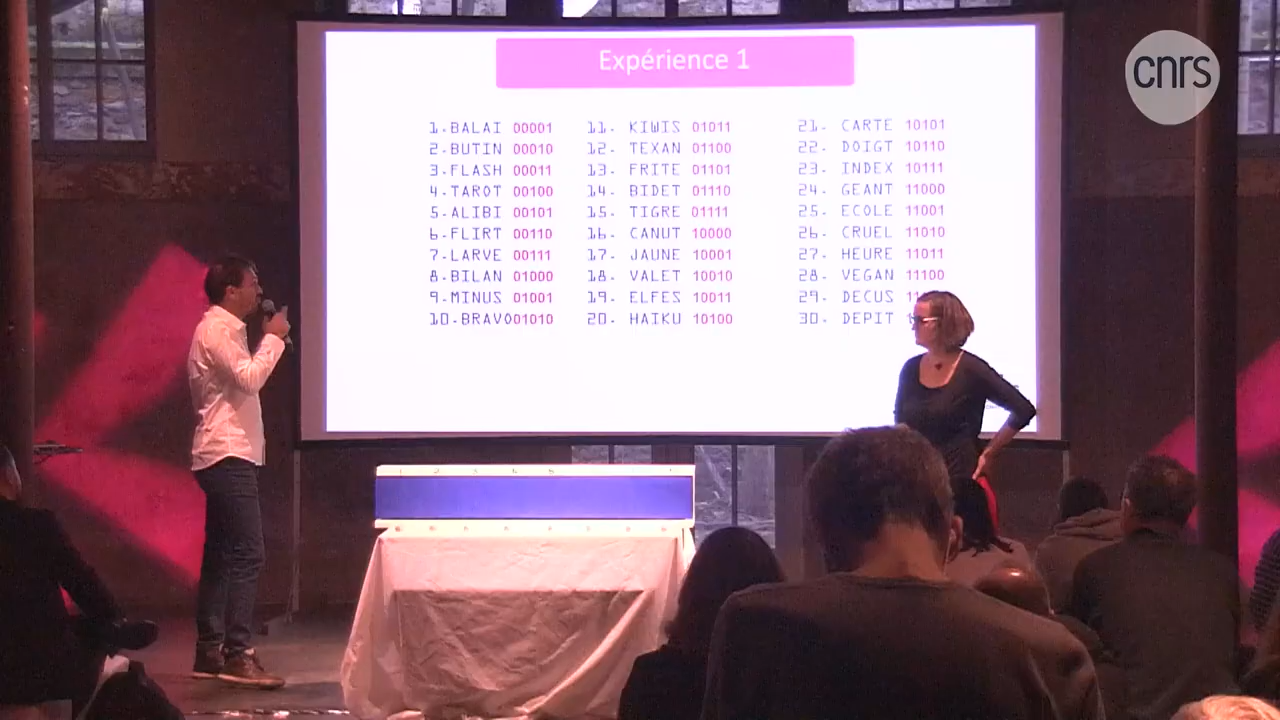 Expérience 1
cnrs
1.BALAI 00001
2.BUTIN 00010
3.FLASH 00011
4.TAROT 00100
5.ALIBI 00101
6.FLIRT 00110
7.LARVE 00111
8.BILAN 01000
9.MINUS 01001
10.BRAVO01010
11. KIWIS 01011
12. TEXAN 01100
13. FRITE 01101
14. BIDET 01110
15. TIGRE 01111
16. CANUT 10000
17. JAUNE 10001
18. VALET 10010
19. ELFES 10011
20. HAIKU 10100
21. CARTE 10101
22. DOIGT 10110
23. INDEX 10111
24. GEANT 11000
25. ECOLE 11001
26. CRUEL 11010
27. HEURE 11011
28. VEGAN 11100
29. DECUS
30. DEPIT